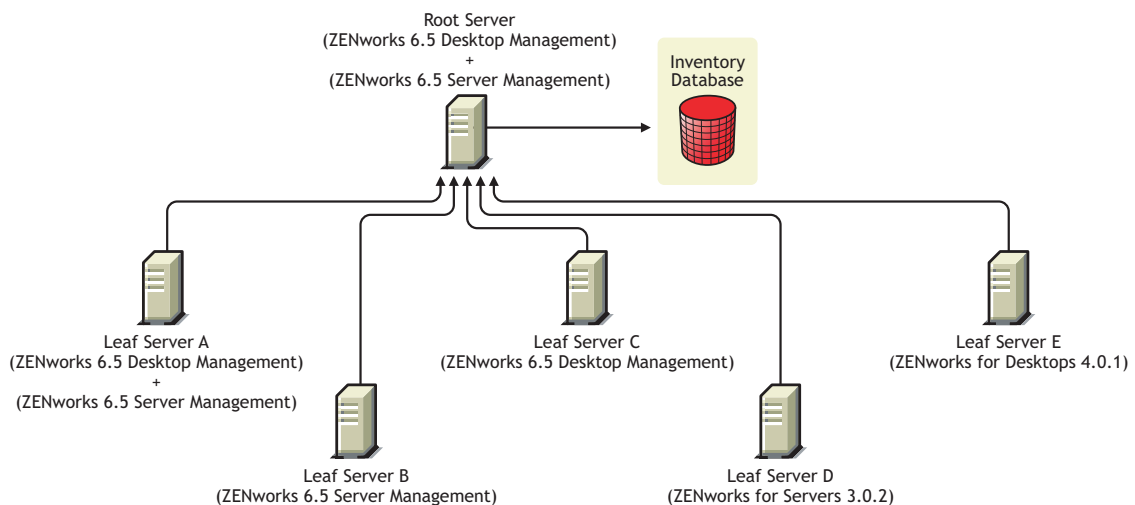 Root Server
(ZENworks 6.5 Desktop Management)
+
(ZENworks 6.5 Server Management)
Inventory
Database
Leaf Server A
(ZENworks 6.5 Desktop Management)
+
(ZENworks 6.5 Server Management)
Leaf Server C
(ZENworks 6.5 Desktop Management)
Leaf Server E
(ZENworks for Desktops 4.0.1)
Leaf Server B
(ZENworks 6.5 Server Management)
Leaf Server D
(ZENworks for Servers 3.0.2)